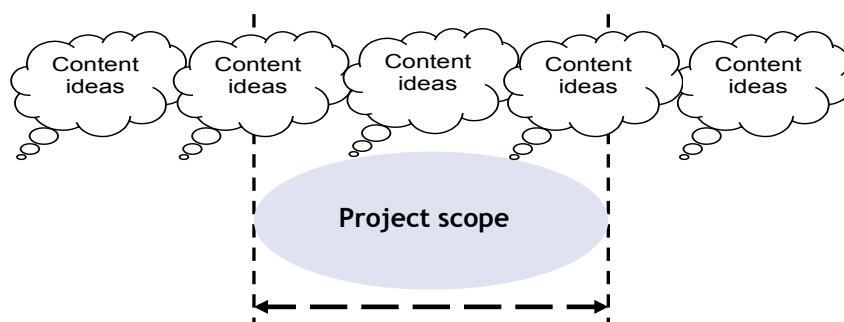 Content
ideas
Content
ideas
Content
ideas
Content
ideas
Content
ideas
Project scope